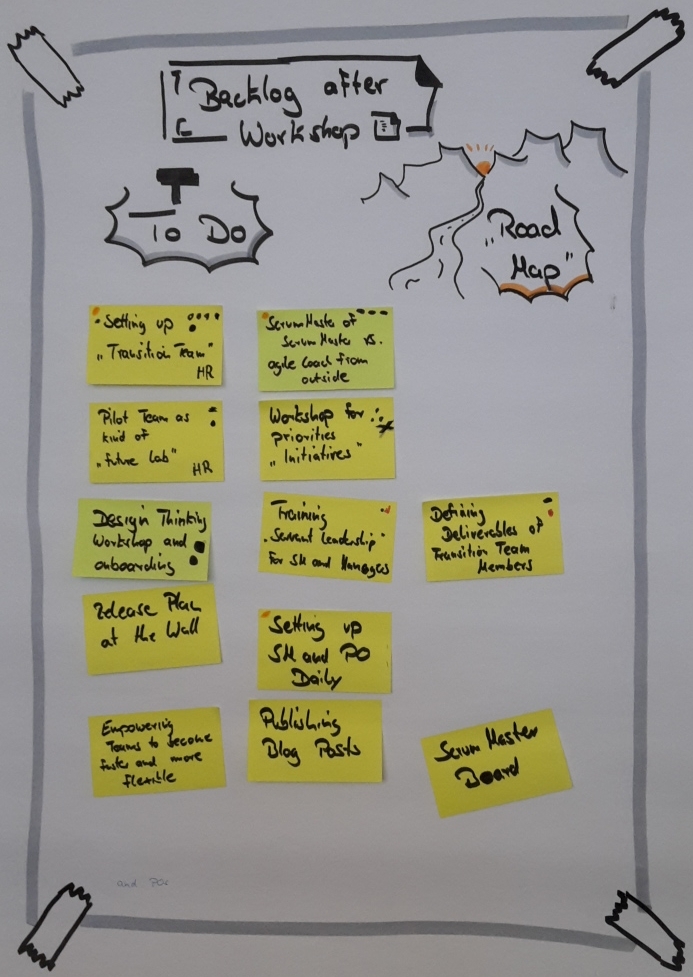 Backlog after
Workshop
To Do
"Road
Map"
Setting up
"Transition Team"
HR
ScrumMaster of
ScrumMaster vs.
agile Coach from
outside
Pilot Team as
kind of
"future Lab"
HR
Workshop for
priorities
"Initiatives"
Design Thinking
Workshop and
onboarding
Training
"Servant Leadership"
for SM and Managers
Defining
Deliverables of
Transition Team
Members
Release Plan
at the Wall
Setting up
SM and PO
Daily
Empowering
Teams to become
faster and more
flexible
Publishing
Blog Posts
Scrum Master
Board
and POs